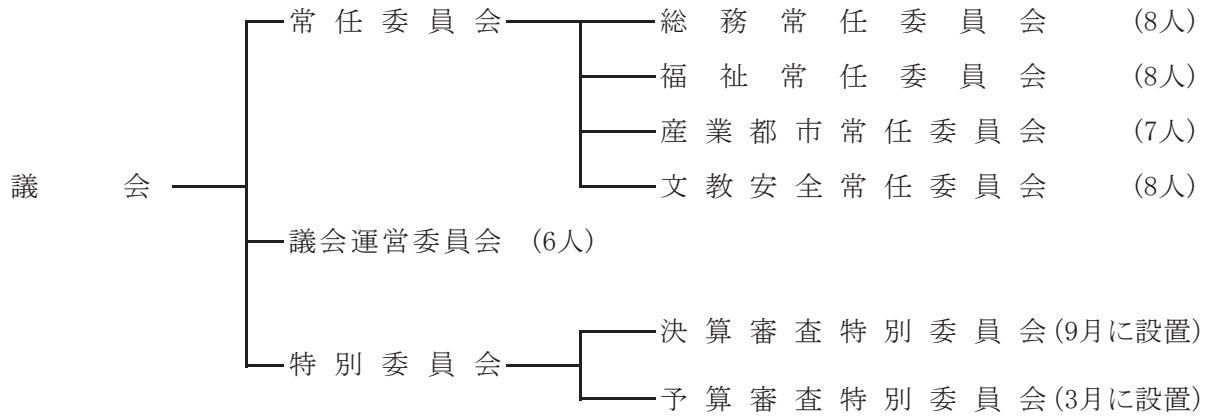 常任委員会 総務常任委員会 (8人)
福祉常任委員会 (8人)
産業都市常任委員会 (7人)
議会 文教安全常任委員会 (8人)
議会運営委員会 (6人)
決算審査特別委員会(9月に設置)
特別委員会
予算審査特別委員会(3月に設置)